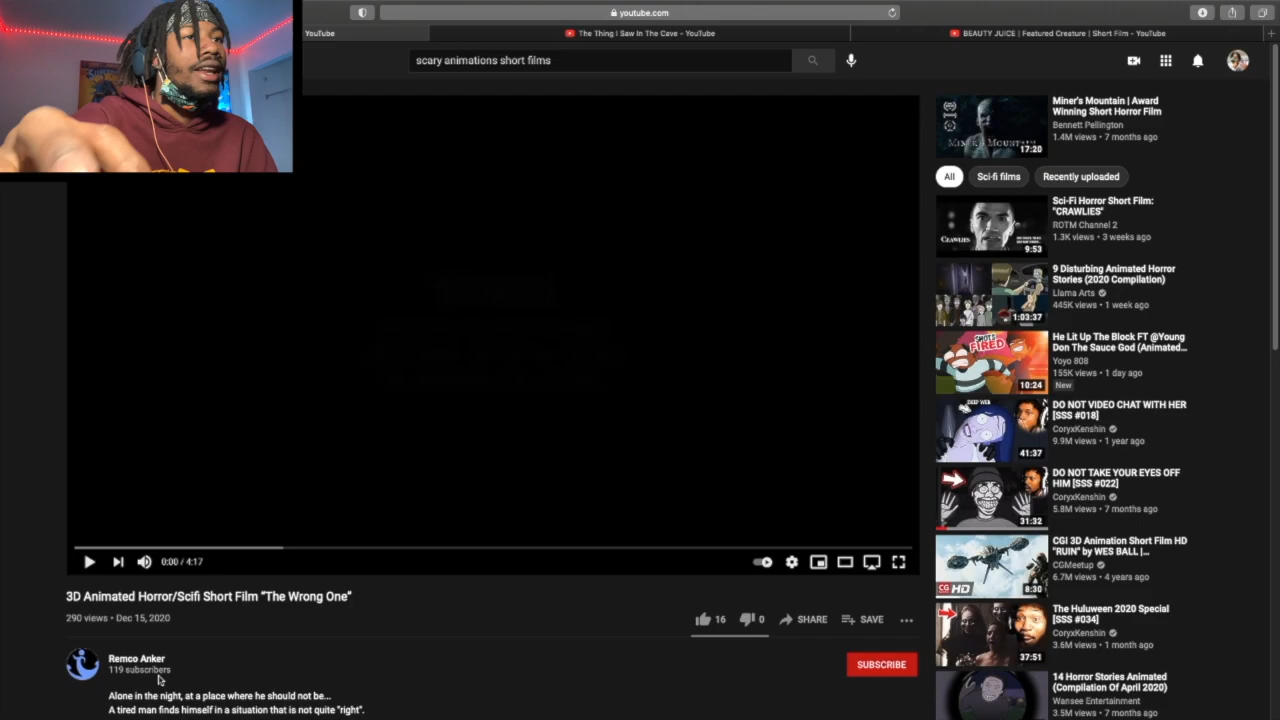 youtube.com
YouTube
The Thing I Saw In The Cave - YouTube
BEAUTY JUICE | Featured Creature | Short Film - YouTube
scary animations short films
Miner's Mountain | Award
Winning Short Horror Film
Bennett Pellington
1.4M views • 7 months ago
MINER'S MOUNTAIN
17:20
All
Sci-fi films
Recently uploaded
Sci-Fi Horror Short Film:
"CRAWLIES"
ROTM Channel 2
1.3K views • 3 weeks ago
CRAWLIES
9:53
9 Disturbing Animated Horror
Stories (2020 Compilation)
Llama Arts
445K views • 1 week ago
1:03:37
He Lit Up The Block FT @Young
Don The Sauce God (Animated...
Yoyo 808
155K views • 1 day ago
New
SHOTS
FIRED
10:24
DO NOT VIDEO CHAT WITH HER
[SSS #018]
CoryxKenshin
9.9M views • 1 year ago
DEEP WEB
41:37
DO NOT TAKE YOUR EYES OFF
HIM [SSS #022]
CoryxKenshin
5.8M views • 7 months ago
31:32
CGI 3D Animation Short Film HD
"RUIN" by WES BALL |...
CGMeetup
6.7M views • 4 years ago
CG HD
8:30
The Huluween 2020 Special
[SSS #034]
CoryxKenshin
3.6M views • 1 month ago
37:51
14 Horror Stories Animated
(Compilation Of April 2020)
Wansee Entertainment
3.5M views • 7 months ago
0:00 / 4:17
3D Animated Horror/Scifi Short Film "The Wrong One"
290 views • Dec 15, 2020
16
0
SHARE
SAVE
Remco Anker
119 subscribers
SUBSCRIBE
Alone in the night, at a place where he should not be...
A tired man finds himself in a situation that is not quite "right".